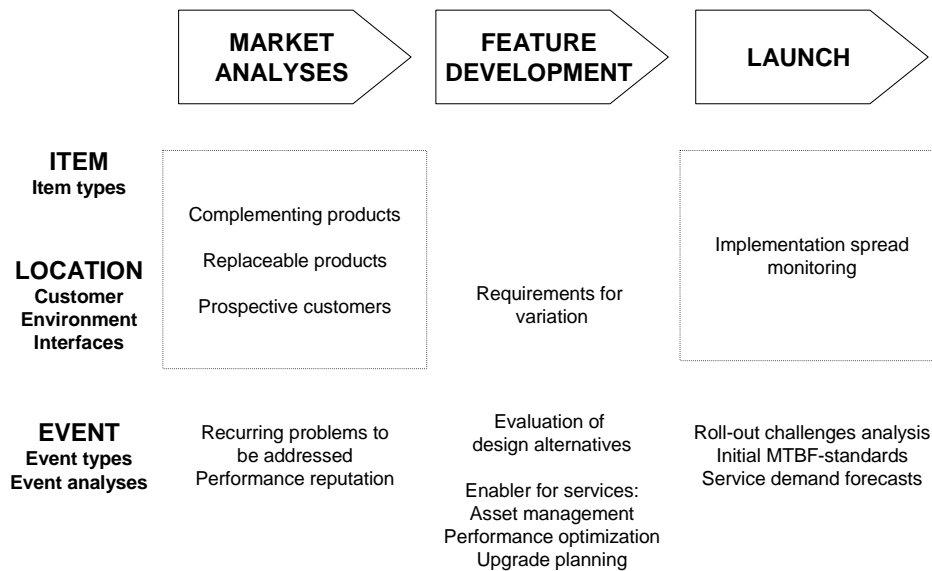 MARKET
ANALYSES
FEATURE
DEVELOPMENT
LAUNCH
ITEM
Item types
Complementing products
Replaceable products
Prospective customers
Implementation spread
monitoring
LOCATION
Customer
Environment
Interfaces
Requirements for
variation
EVENT
Event types
Event analyses
Recurring problems to
be addressed
Performance reputation
Evaluation of
design alternatives
Enabler for services:
Asset management
Performance optimization
Upgrade planning
Roll-out challenges analysis
Initial MTBF-standards
Service demand forecasts